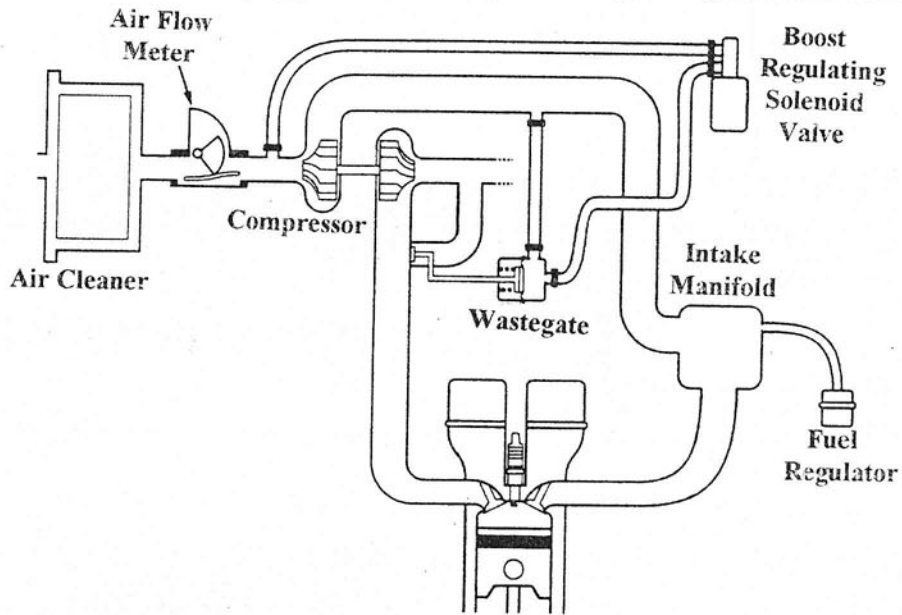 Air Flow
Meter
Boost
Regulating
Solenoid
Valve
Compressor
Air Cleaner
Wastegate
Intake
Manifold
Fuel
Regulator